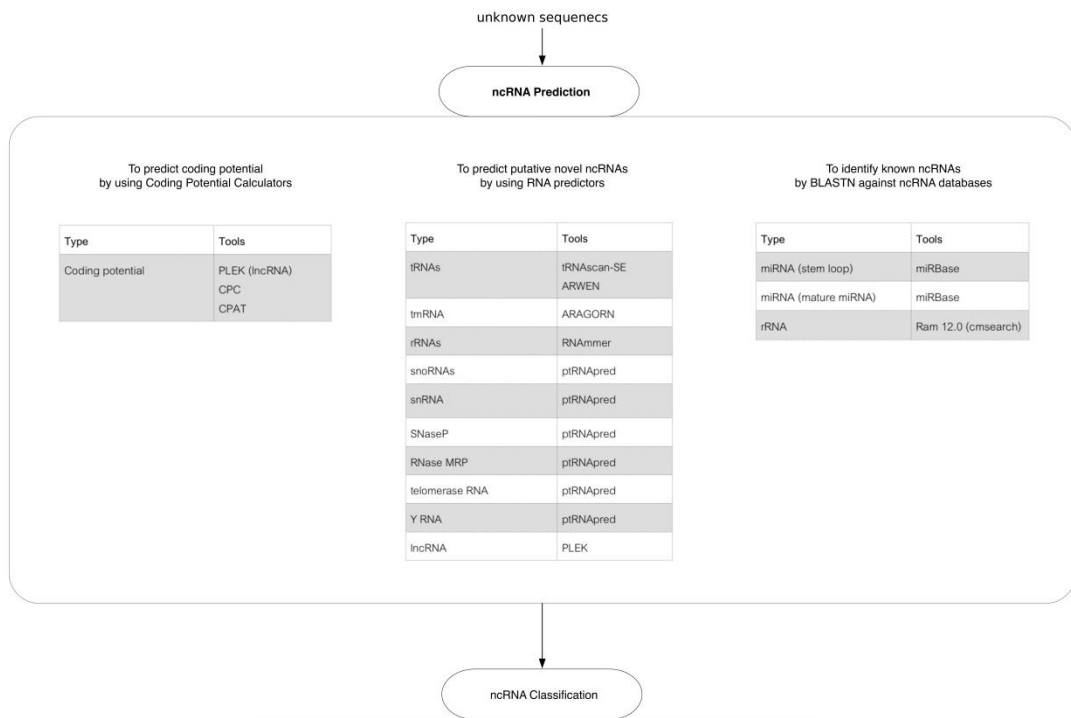 unknown sequenecs
ncRNA Prediction
To predict coding potential
by using Coding Potential Calculators
Type Tools
Coding potential PLEK (lncRNA)
CPC
CPAT
To predict putative novel ncRNAs
by using RNA predictors
Type Tools
tRNAs tRNAscan-SE
ARWEN
tmRNA ARAGORN
rRNAs RNAmmer
snoRNAs ptRNApred
snRNA ptRNApred
SNaseP ptRNApred
RNase MRP ptRNApred
telomerase RNA ptRNApred
Y RNA ptRNApred
lncRNA PLEK
To identify known ncRNAs
by BLASTN against ncRNA databases
Type Tools
miRNA (stem loop) miRBase
miRNA (mature miRNA) miRBase
rRNA Ram 12.0 (cmsearch)
ncRNA Classification